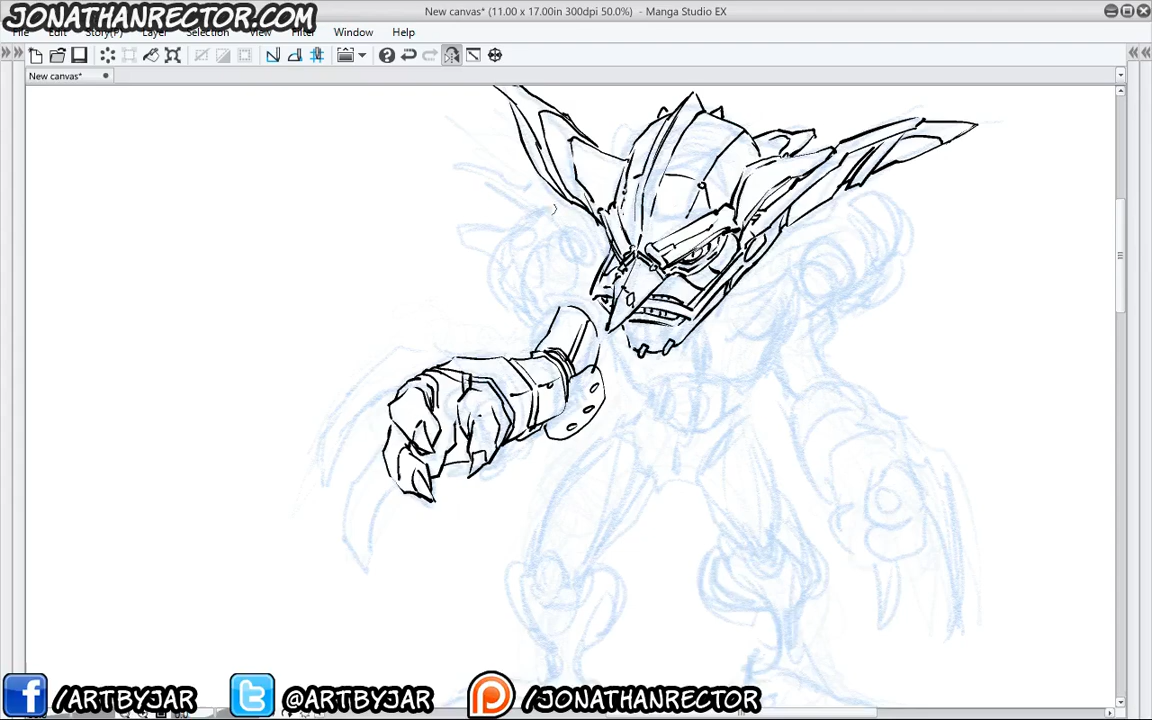 New canvas* (11.00 x 17.00in 300dpi 50.0%) - Manga Studio EX
JONATHANRECTOR.COM
File Edit Story(P) Layer Selection View Filter Window Help
New canvas*
/ARTBYJAR @ARTBYJAR /JONATHANRECTOR